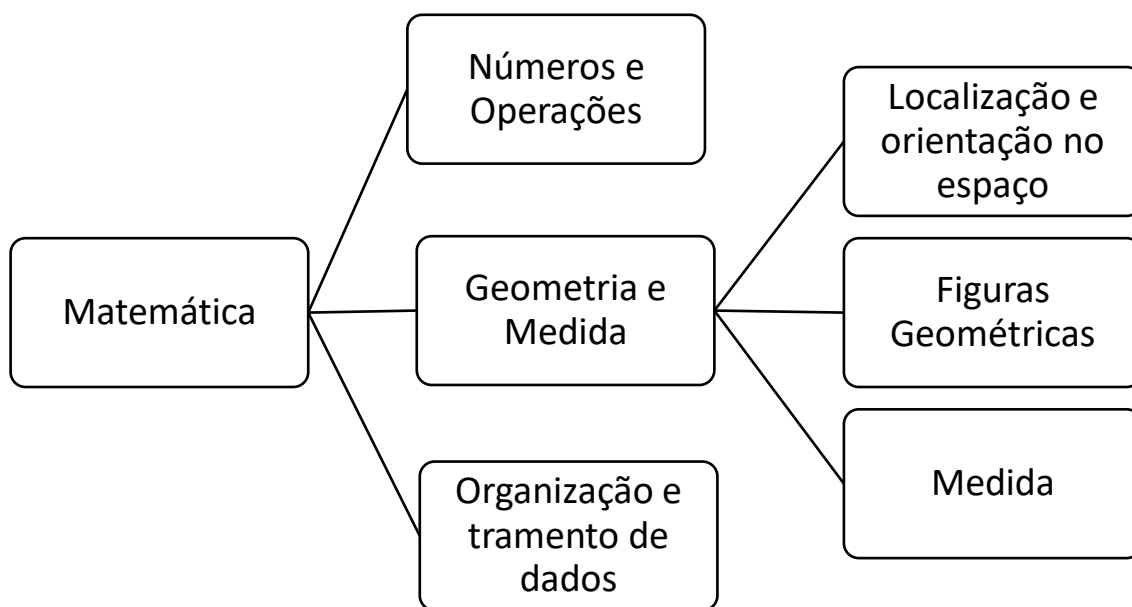 Matemática
Números e
Operações
Geometria e
Medida
Organização e
tramento de
dados
Localização e
orientação no
espaço
Figuras
Geométricas
Medida